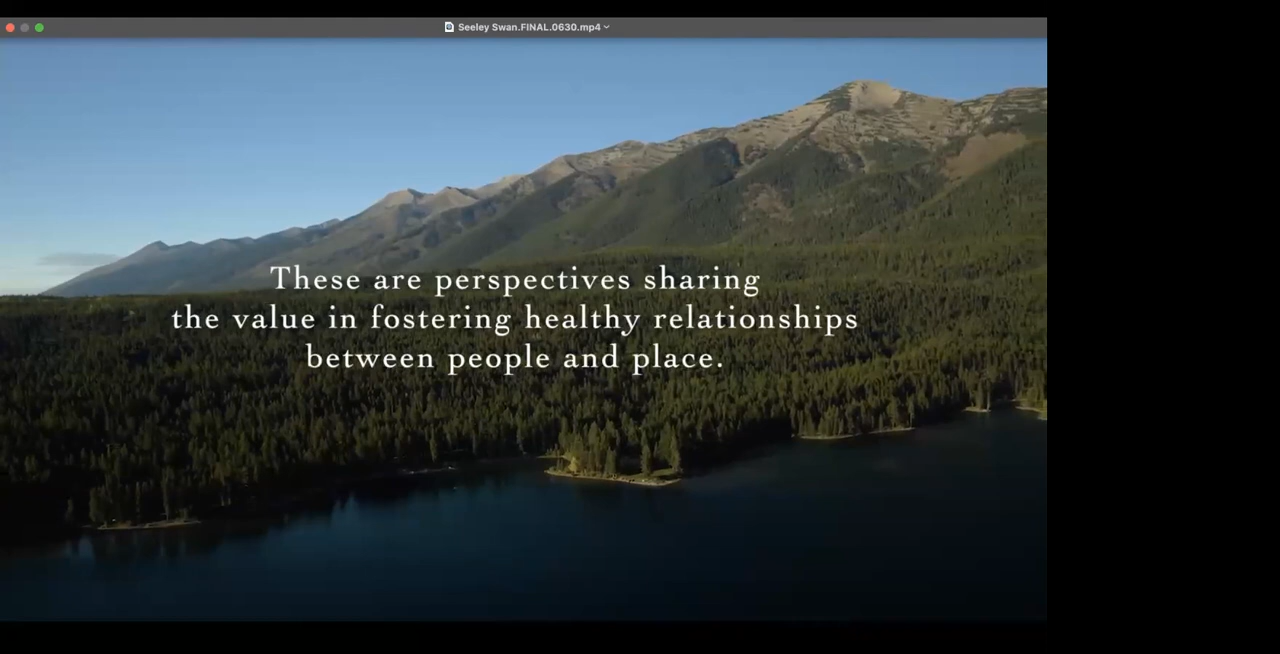 Seeley Swan.FINAL.0630.mp4
These are perspectives sharing
the value in fostering healthy relationships
between people and place.